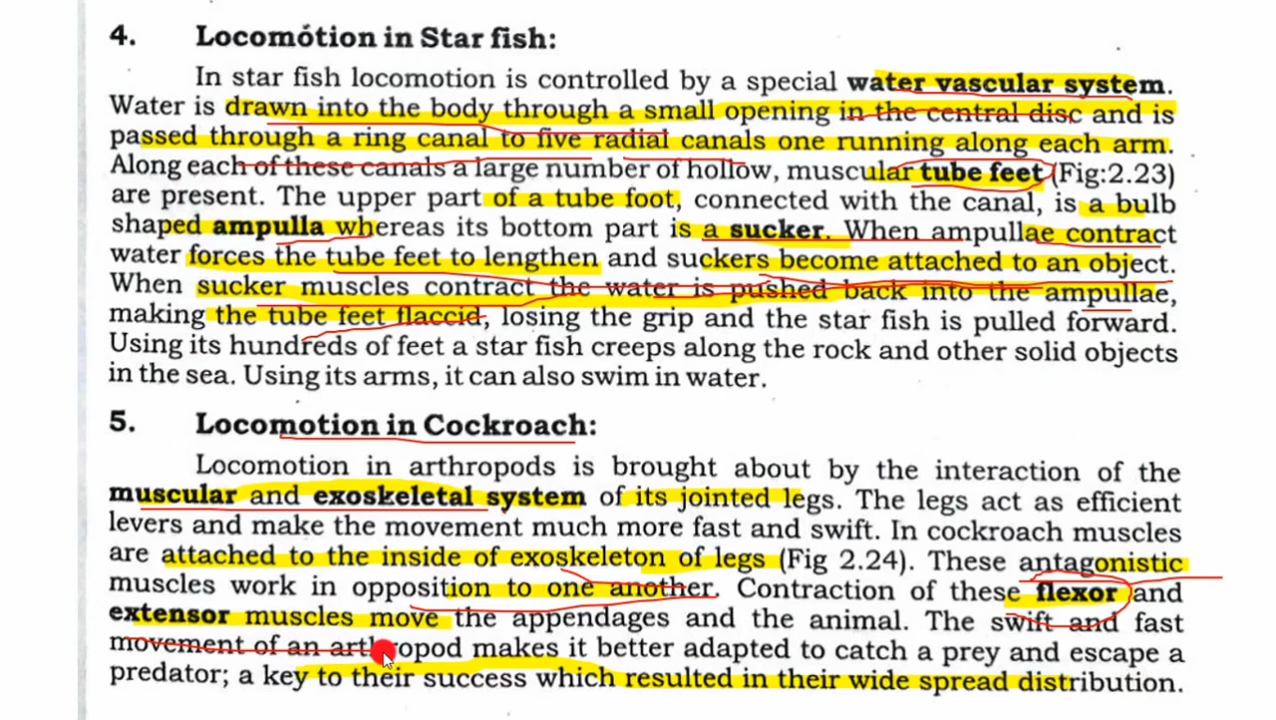 4. Locomótion in Star fish:
In star fish locomotion is controlled by a special water vascular system.
Water is drawn into the body through a small opening in the central disc and is
passed through a ring canal to five radial canals one running along each arm.
Along each of these canals a large number of hollow, muscular tube feet (Fig:2.23)
are present. The upper part of a tube foot, connected with the canal, is a bulb
shaped ampulla whereas its bottom part is a sucker. When ampullae contract
water forces the tube feet to lengthen and suckers become attached to an object.
When sucker muscles contract the water is pushed back into the ampullae,
making the tube feet flaccid, losing the grip and the star fish is pulled forward.
Using its hundreds of feet a star fish creeps along the rock and other solid objects
in the sea. Using its arms, it can also swim in water.
5. Locomotion in Cockroach:
Locomotion in arthropods is brought about by the interaction of the
muscular and exoskeletal system of its jointed legs. The legs act as efficient
levers and make the movement much more fast and swift. In cockroach muscles
are attached to the inside of exoskeleton of legs (Fig 2.24). These antagonistic
muscles work in opposition to one another. Contraction of these flexor and
extensor muscles move the appendages and the animal. The swift and fast
movement of an arthropod makes it better adapted to catch a prey and escape a
predator; a key to their success which resulted in their wide spread distribution.